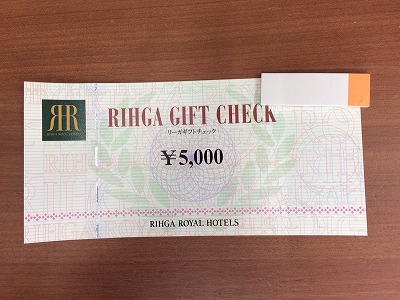 RIHGA ROYAL HOTELS
RIHGA GIFT CHECK
リーガギフトチェック
¥5,000
RIHGA ROYAL HOTELS